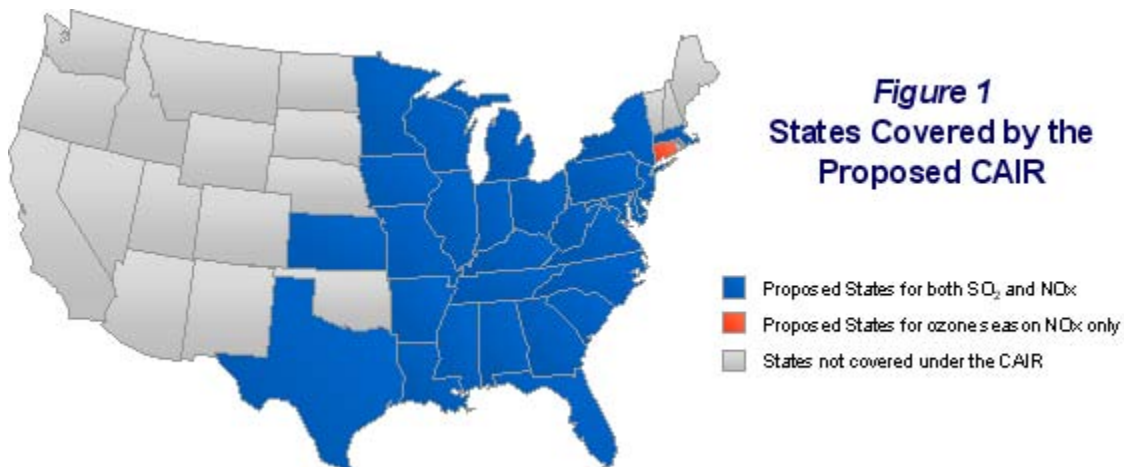 Figure 1
States Covered by the
Proposed CAIR
Proposed States for both SO₂ and NOx
Proposed States for ozone season NOx only
States not covered under the CAIR